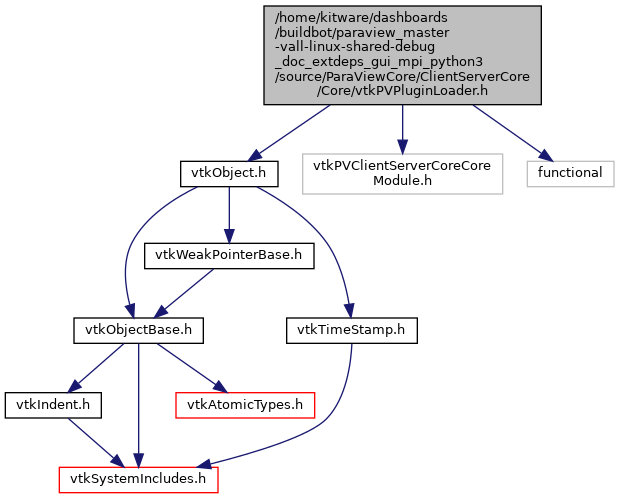 /home/kitware/dashboards
/buildbot/paraview_master
-vall-linux-shared-debug
_doc_extdeps_gui_mpi_python3
/source/ParaViewCore/ClientServerCore
/Core/vtkPVPluginLoader.h
vtkObject.h
vtkPVClientServerCoreCore
Module.h
functional
vtkWeakPointerBase.h
vtkObjectBase.h
vtkTimeStamp.h
vtkIndent.h
vtkAtomicTypes.h
vtkSystemIncludes.h